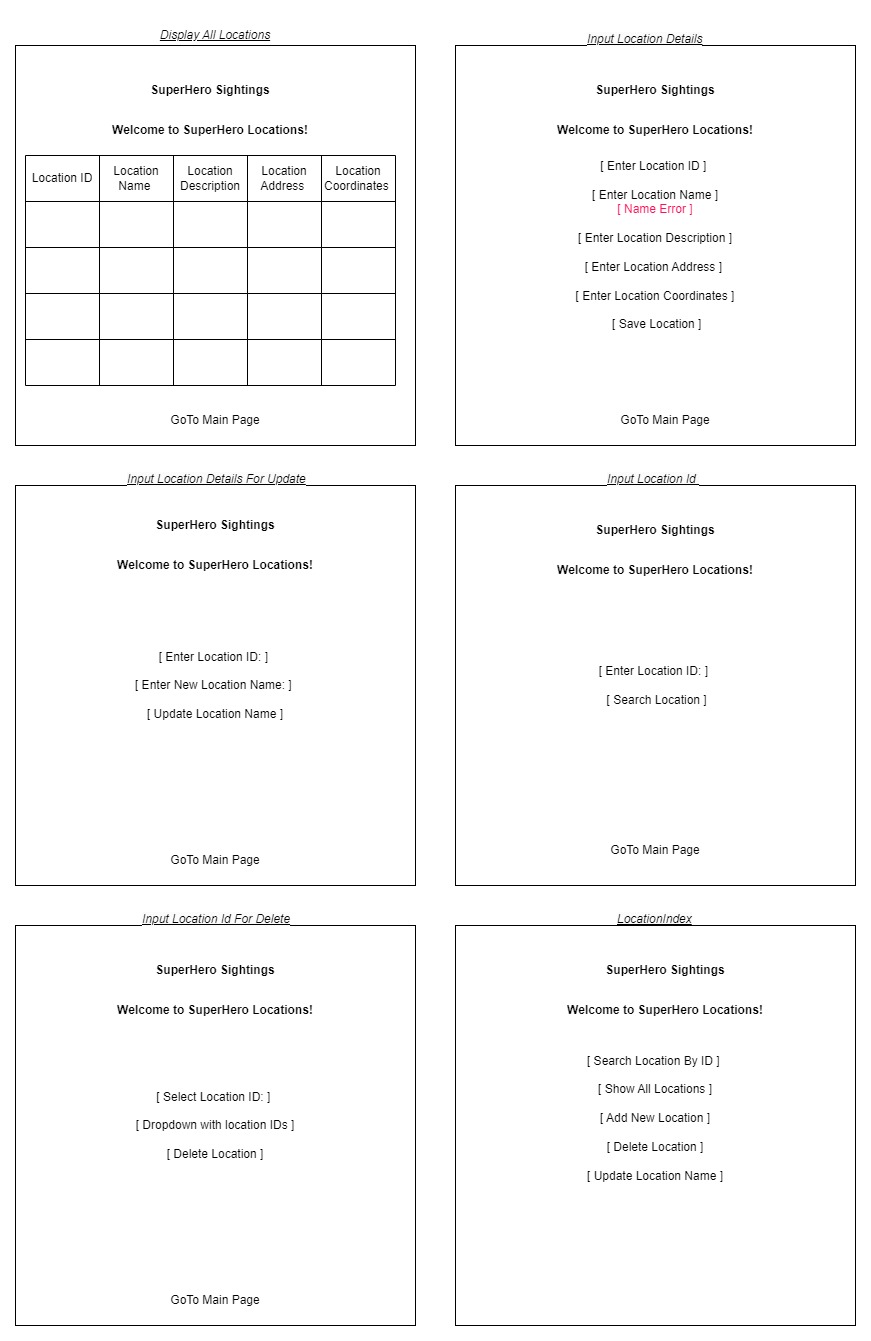 Display All Locations
SuperHero Sightings
Welcome to SuperHero Locations!
Location ID
Location
Name
Location
Description
Location
Address
Location
Coordinates
GoTo Main Page
Input Location Details
SuperHero Sightings
Welcome to SuperHero Locations!
[ Enter Location ID ]
[ Enter Location Name ]
[ Name Error ]
[ Enter Location Description ]
[ Enter Location Address ]
[ Enter Location Coordinates ]
[ Save Location ]
GoTo Main Page
Input Location Details For Update
SuperHero Sightings
Welcome to SuperHero Locations!
[ Enter Location ID: ]
[ Enter New Location Name: ]
[ Update Location Name ]
GoTo Main Page
Input Location Id
SuperHero Sightings
Welcome to SuperHero Locations!
[ Enter Location ID: ]
[ Search Location ]
GoTo Main Page
Input Location Id For Delete
SuperHero Sightings
Welcome to SuperHero Locations!
[ Select Location ID: ]
[ Dropdown with location IDs ]
[ Delete Location ]
GoTo Main Page
LocationIndex
SuperHero Sightings
Welcome to SuperHero Locations!
[ Search Location By ID ]
[ Show All Locations ]
[ Add New Location ]
[ Delete Location ]
[ Update Location Name ]